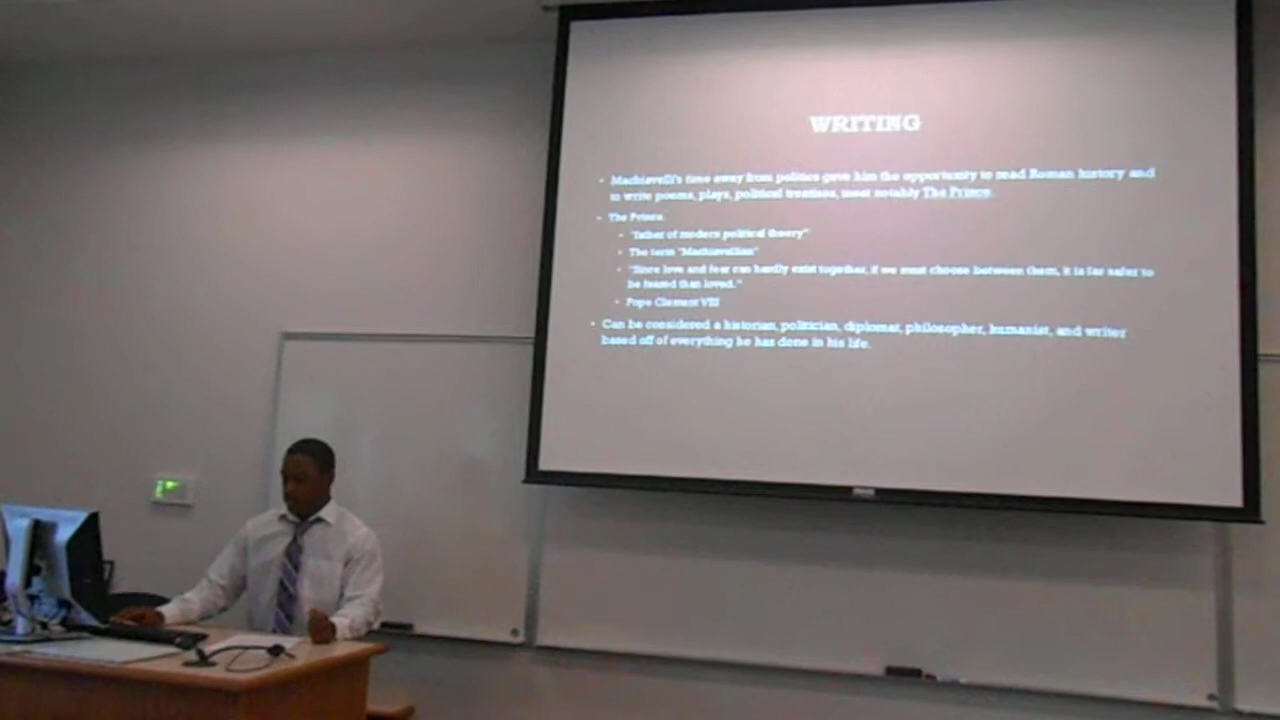 WRITING
• Machiavelli's time away from politics gave him the opportunity to read Roman history and
to write poems, plays, political treatises, most notably The Prince.
• The Prince
• "father of modern political theory"
• The term "Machiavellian"
• "Since love and fear can hardly exist together, if we must choose between them, it is far safer to
be feared than loved."
• Pope Clement VIII
• Can be considered a historian, politician, diplomat, philosopher, humanist, and writer
based off of everything he has done in his life.